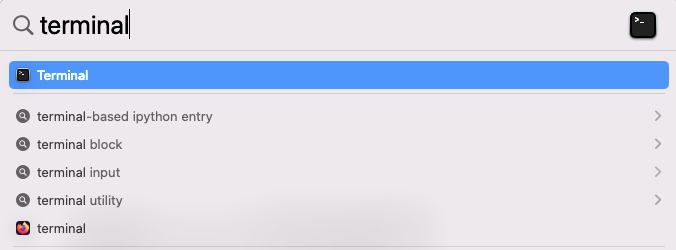 terminal
Terminal
terminal-based ipython entry
terminal block
terminal input
terminal utility
terminal